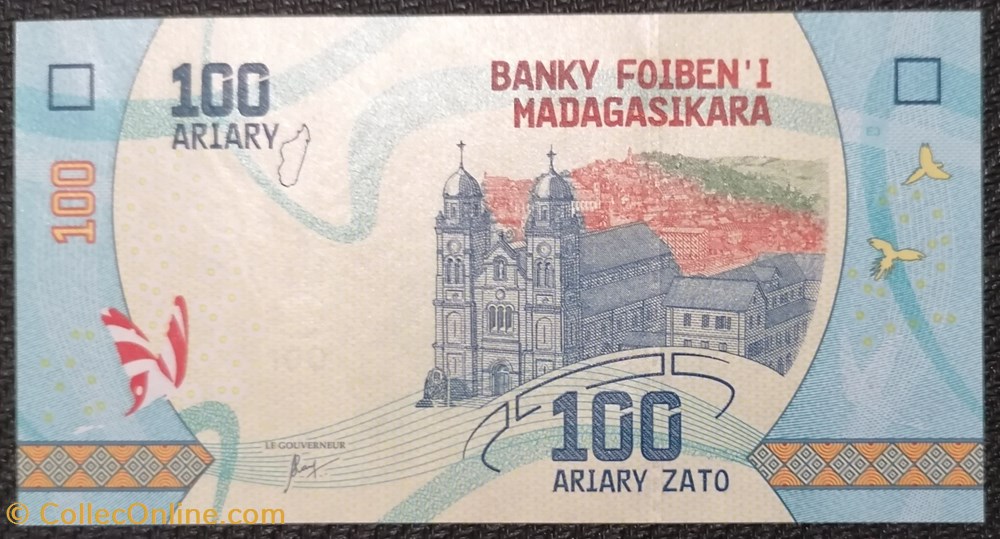 100
ARIARY
BANKY FOIBEN'I
MADAGASIKARA
100
LE GOUVERNEUR
100
ARIARY ZATO
© CollecOnline.com